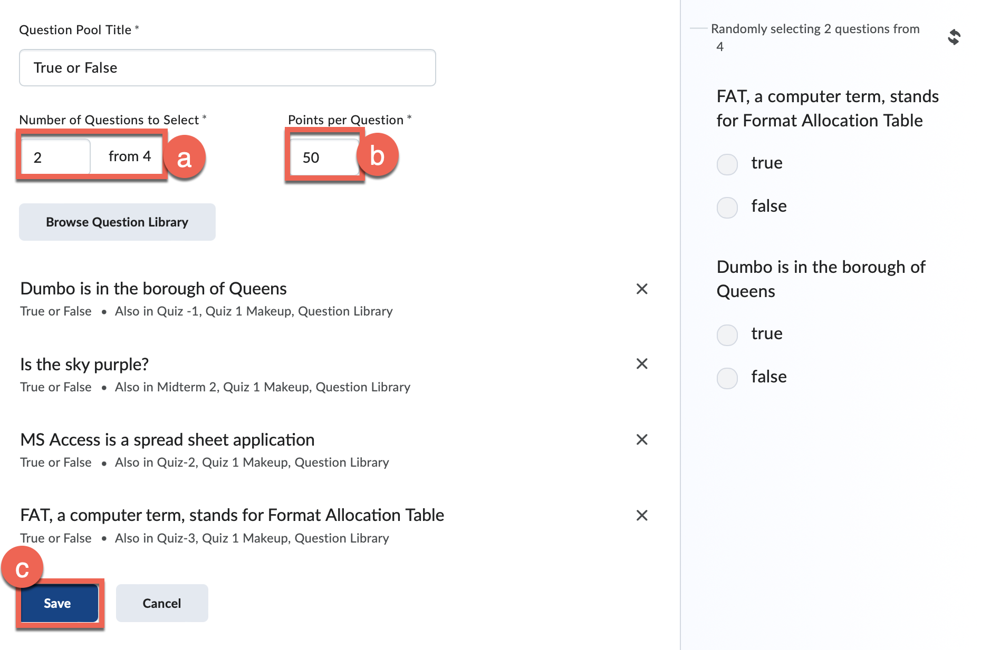 Question Pool Title *
True or False
Number of Questions to Select *
Points per Question *
2
from 4
a
50
b
Browse Question Library
Dumbo is in the borough of Queens
True or False • Also in Quiz -1, Quiz 1 Makeup, Question Library
Is the sky purple?
True or False • Also in Midterm 2, Quiz 1 Makeup, Question Library
MS Access is a spread sheet application
True or False • Also in Quiz-2, Quiz 1 Makeup, Question Library
FAT, a computer term, stands for Format Allocation Table
True or False • Also in Quiz-3, Quiz 1 Makeup, Question Library
c
Save
Cancel
Randomly selecting 2 questions from
4
FAT, a computer term, stands
for Format Allocation Table
true
false
Dumbo is in the borough of
Queens
true
false